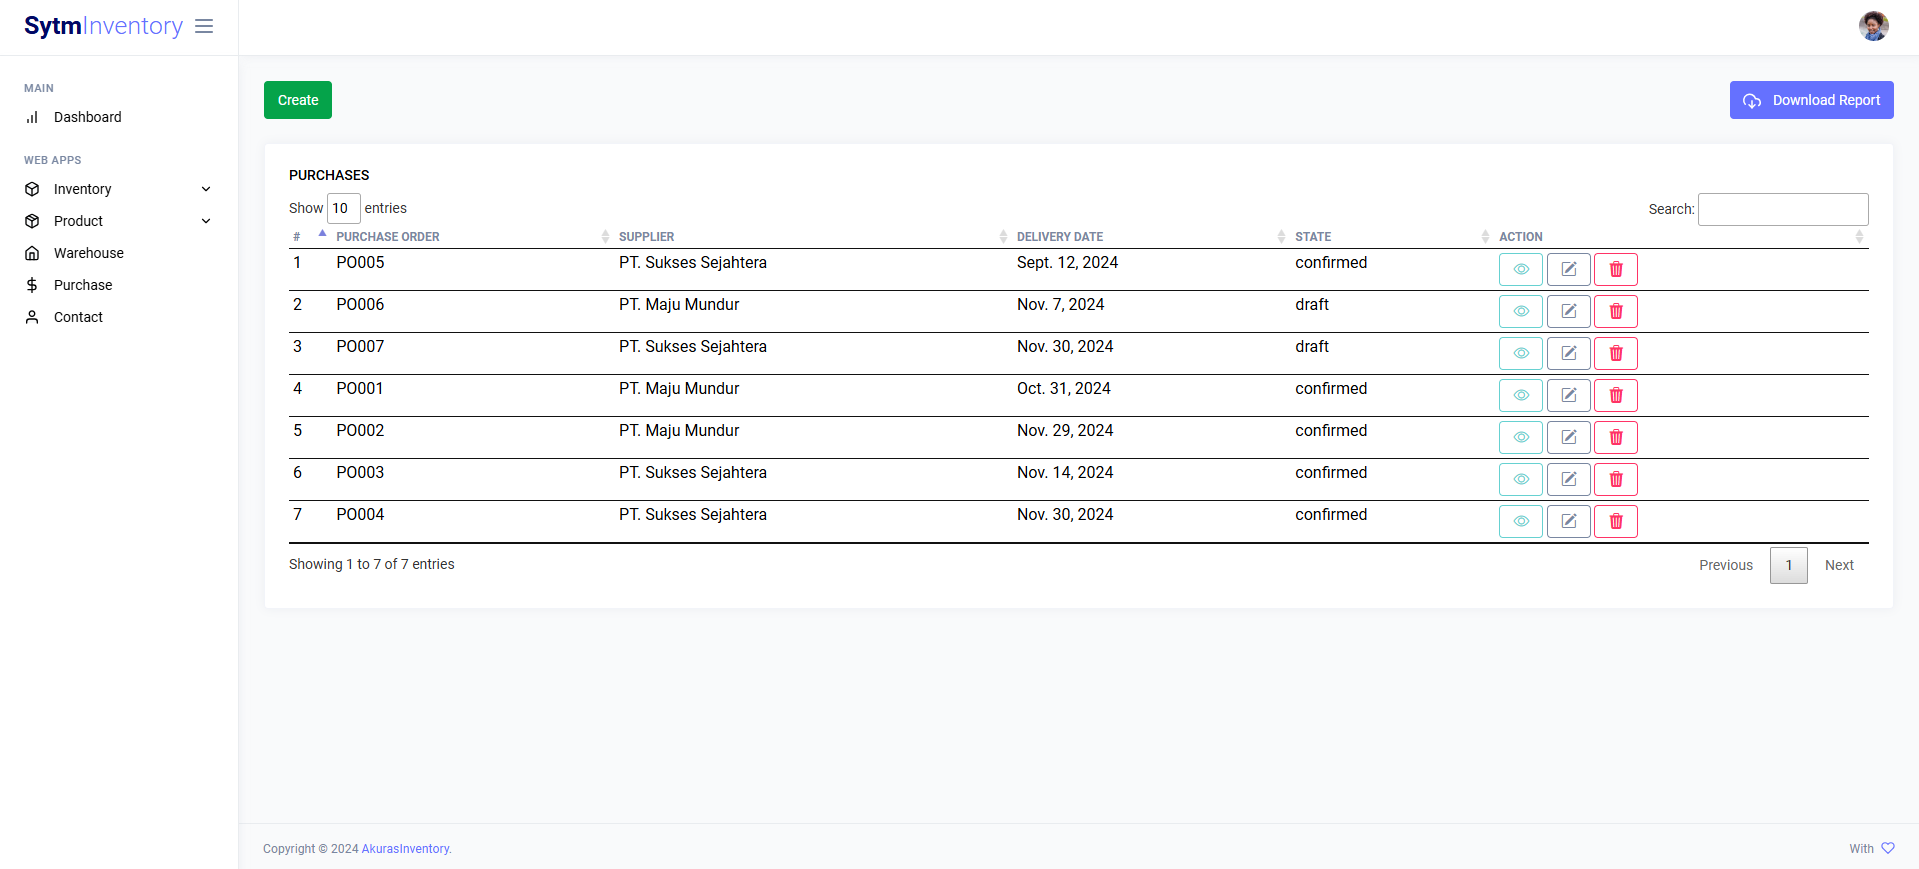 SytmInventory
MAIN
Dashboard
WEB APPS
Inventory
Product
Warehouse
Purchase
Contact
Create
Download Report
PURCHASES
Show 10 entries
Search:
# PURCHASE ORDER SUPPLIER DELIVERY DATE STATE ACTION
1 PO005 PT. Sukses Sejahtera Sept. 12, 2024 confirmed
2 PO006 PT. Maju Mundur Nov. 7, 2024 draft
3 PO007 PT. Sukses Sejahtera Nov. 30, 2024 draft
4 PO001 PT. Maju Mundur Oct. 31, 2024 confirmed
5 PO002 PT. Maju Mundur Nov. 29, 2024 confirmed
6 PO003 PT. Sukses Sejahtera Nov. 14, 2024 confirmed
7 PO004 PT. Sukses Sejahtera Nov. 30, 2024 confirmed
Showing 1 to 7 of 7 entries
Previous 1 Next
Copyright © 2024 AkurasInventory.
With